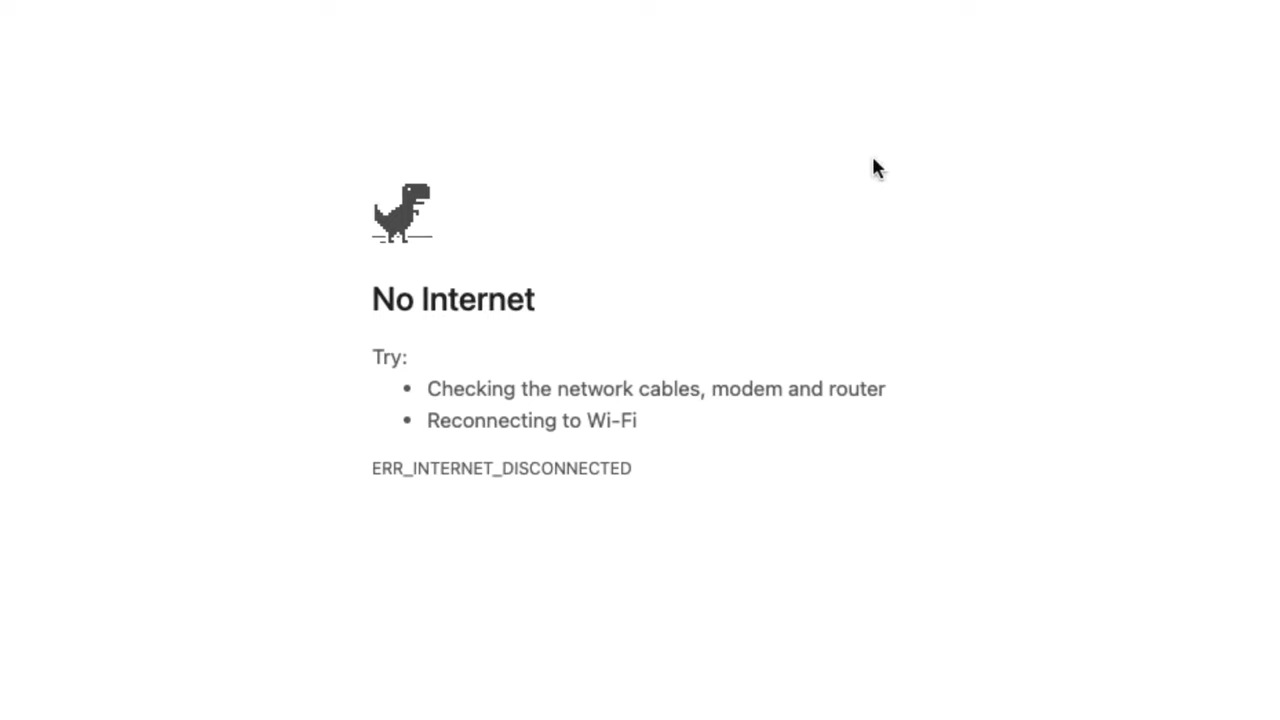 No Internet
Try:
• Checking the network cables, modem and router
• Reconnecting to Wi-Fi
ERR_INTERNET_DISCONNECTED